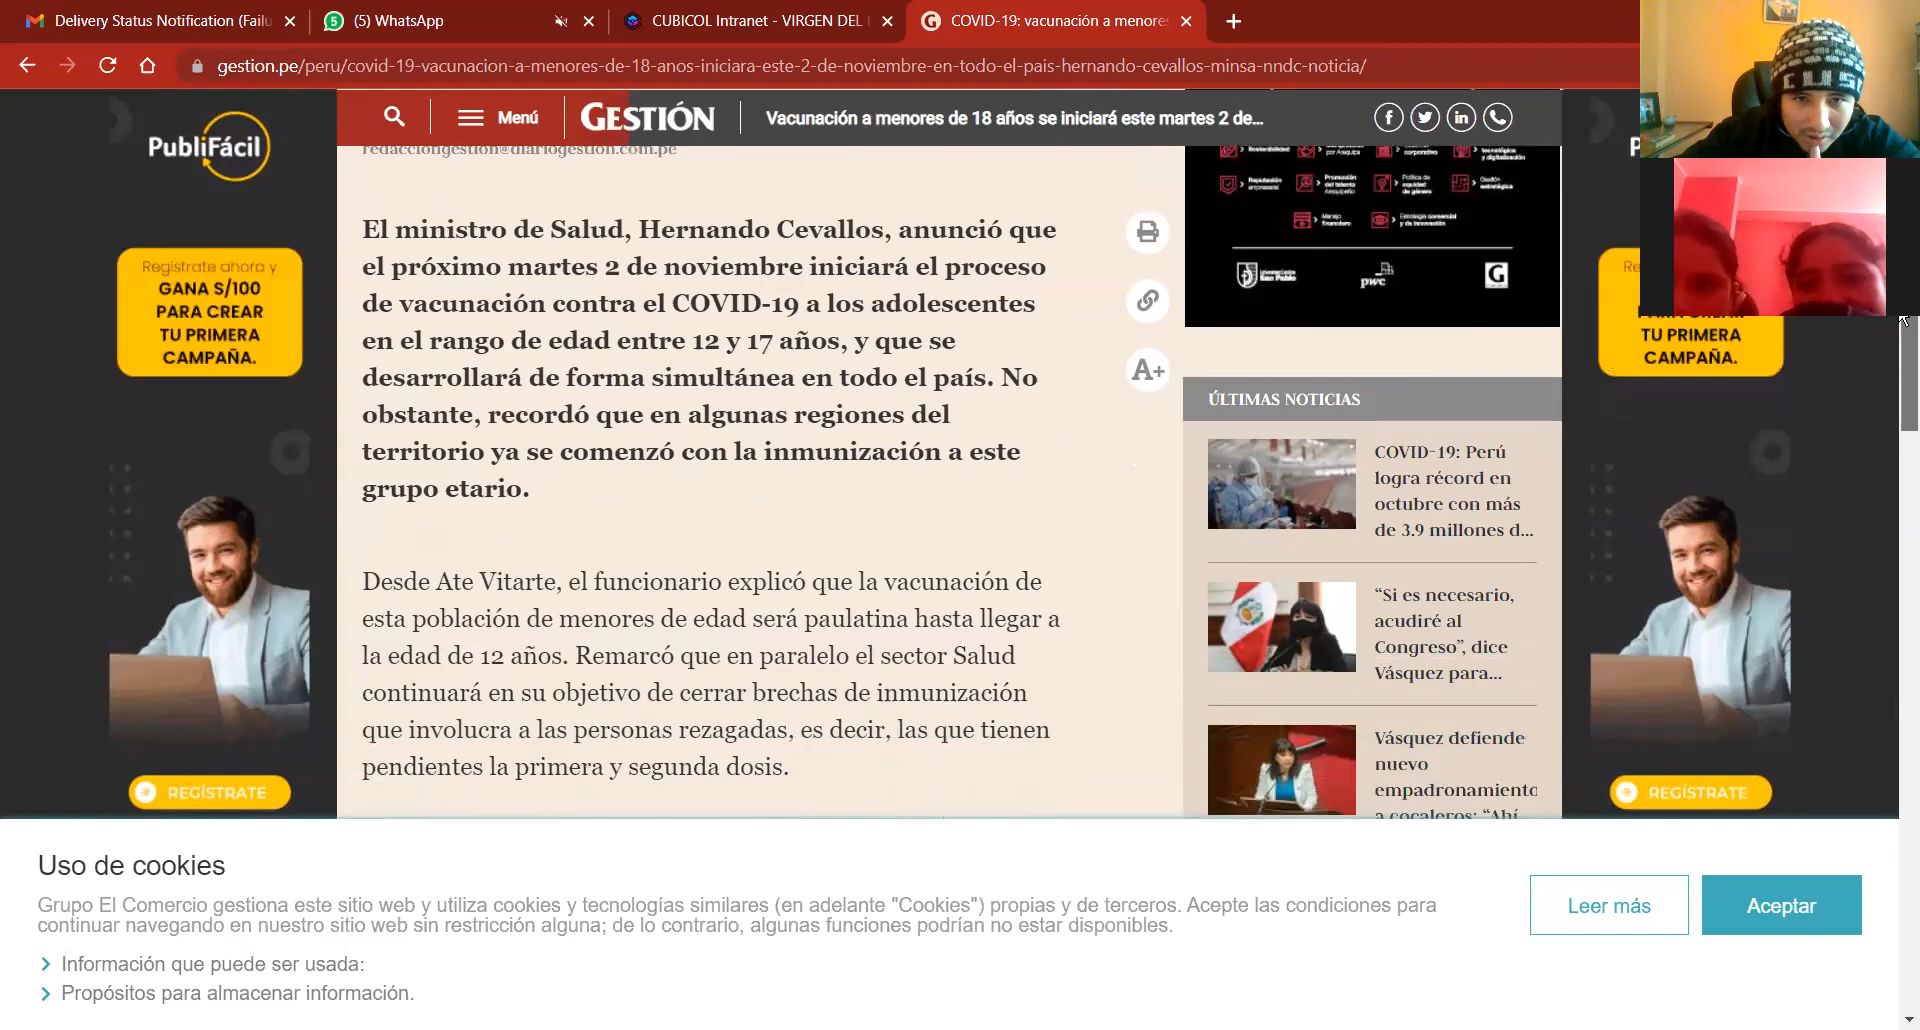 Delivery Status Notification (Failu
(5) WhatsApp
CUBICOL Intranet - VIRGEN DEL
COVID-19: vacunación a menores
gestion.pe/peru/covid-19-vacunacion-a-menores-de-18-anos-iniciara-este-2-de-noviembre-en-todo-el-pais-hernando-cevallos-minsa-nndc-noticia/
Menú
GESTIÓN
Vacunación a menores de 18 años se iniciará este martes 2 de...
redacciongestion@diariogestion.com.pe
PubliFácil
Regístrate ahora y
GANA S/100
PARA CREAR
TU PRIMERA
CAMPAÑA.
REGÍSTRATE
El ministro de Salud, Hernando Cevallos, anunció que
el próximo martes 2 de noviembre iniciará el proceso
de vacunación contra el COVID-19 a los adolescentes
en el rango de edad entre 12 y 17 años, y que se
desarrollará de forma simultánea en todo el país. No
obstante, recordó que en algunas regiones del
territorio ya se comenzó con la inmunización a este
grupo etario.
Desde Ate Vitarte, el funcionario explicó que la vacunación de
esta población de menores de edad será paulatina hasta llegar a
la edad de 12 años. Remarcó que en paralelo el sector Salud
continuará en su objetivo de cerrar brechas de inmunización
que involucra a las personas rezagadas, es decir, las que tienen
pendientes la primera y segunda dosis.
A+
pwc
G
ÚLTIMAS NOTICIAS
COVID-19: Perú
logra récord en
octubre con más
de 3.9 millones d...
“Si es necesario,
acudiré al
Congreso”, dice
Vásquez para...
Vásquez defiende
nuevo
empadronamiento
a cocaleros: “Ahí
TU PRIMERA
CAMPAÑA.
REGÍSTRATE
Uso de cookies
Grupo El Comercio gestiona este sitio web y utiliza cookies y tecnologías similares (en adelante "Cookies") propias y de terceros. Acepte las condiciones para
continuar navegando en nuestro sitio web sin restricción alguna; de lo contrario, algunas funciones podrían no estar disponibles.
Información que puede ser usada:
Propósitos para almacenar información.
Leer más
Aceptar